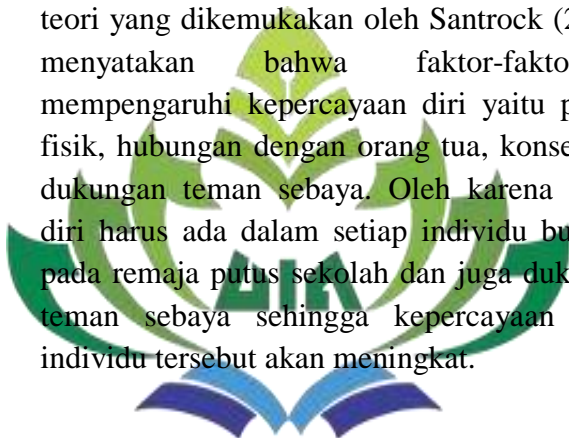 teori yang dikemukakan oleh Santrock (2
menyatakan bahwa faktor-fakto
mempengaruhi kepercayaan diri yaitu p
fisik, hubungan dengan orang tua, konse
dukungan teman sebaya. Oleh karena
diri harus ada dalam setiap individu bu
pada remaja putus sekolah dan juga duk
teman sebaya sehingga kepercayaan
individu tersebut akan meningkat.